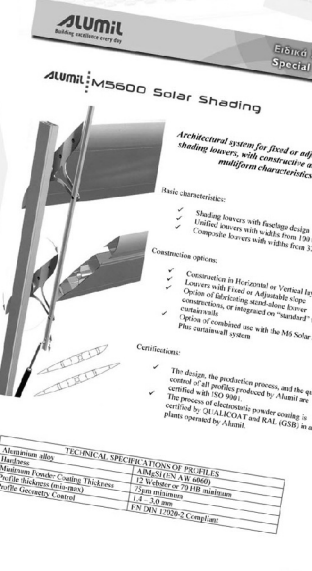 ALUMIL
Building excellence every day
Ειδικά
Special
ALUMIL M5600 Solar Shading
Architectural system for fixed or
shading louvers, with constructive
multiform characteristics
Basic characteristics:
✓ Shading louvers with fuselage design
✓ Unified louvers with widths from 100
✓ Composite louvers with widths from
Construction options:
✓ Construction in Horizontal or Vertical
✓ Louvers with Fixed or Adjustable slope
✓ Option of fabricating stand-alone louver
constructions, or integrated on "standard"
curtainwalls
✓ Option of combined use with the M6 Solar
Plus curtainwall system
Certifications:
✓ The design, the production process, and the
control of all profiles produced by Alumil are
certified with ISO 9001.
✓ The process of electrostatic powder coating is
certified by QUALICOAT and RAL (GSB) in
plants operated by Alumil.
TECHNICAL SPECIFICATIONS OF PROFILES
Aluminium alloy AlMgSi (EN AW 6060)
Hardness 12 Webster or 70 HB minimum
Minimum Powder Coating Thickness 75μm minimum
Profile thickness (min-max) 1,4 – 3,0 mm
Profile Geometry Control EN DIN 12020-2 Compliant